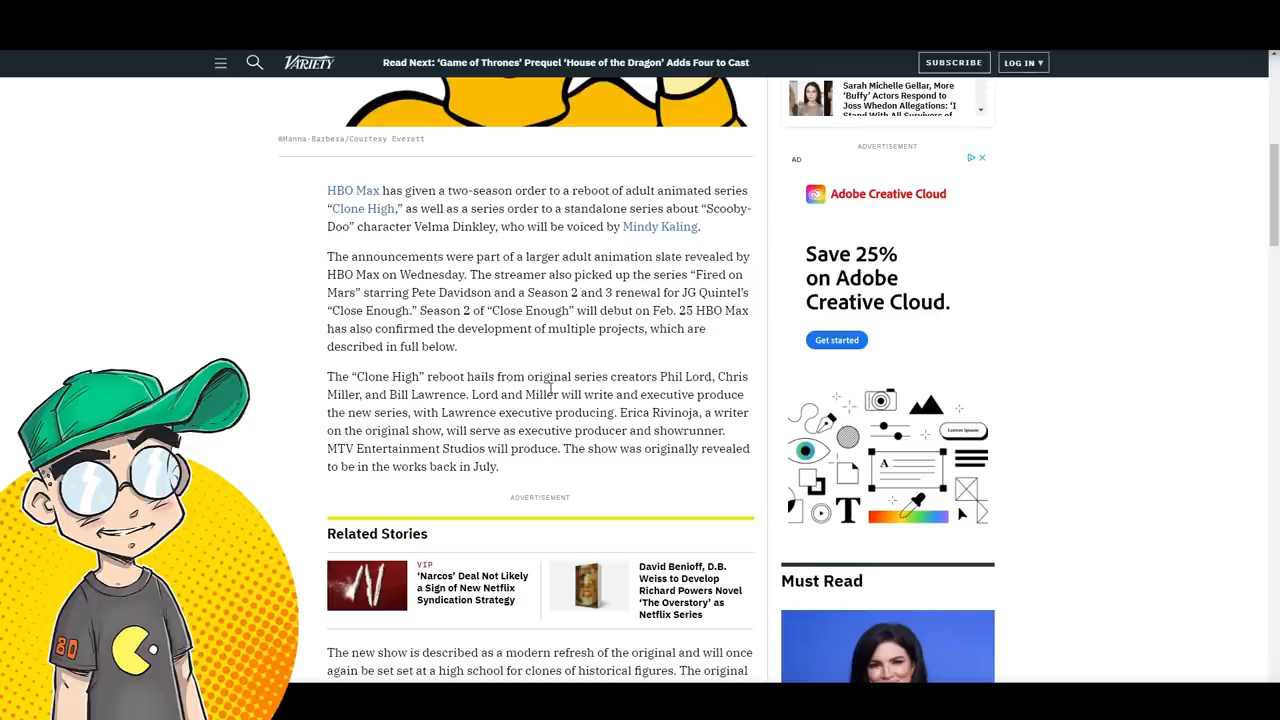 VARIETY
Read Next: ‘Game of Thrones’ Prequel ‘House of the Dragon’ Adds Four to Cast
SUBSCRIBE
LOG IN ▾
©Hanna-Barbera/Courtesy Everett
HBO Max has given a two-season order to a reboot of adult animated series
“Clone High,” as well as a series order to a standalone series about “Scooby-
Doo” character Velma Dinkley, who will be voiced by Mindy Kaling.
The announcements were part of a larger adult animation slate revealed by
HBO Max on Wednesday. The streamer also picked up the series “Fired on
Mars” starring Pete Davidson and a Season 2 and 3 renewal for JG Quintel’s
“Close Enough.” Season 2 of “Close Enough” will debut on Feb. 25 HBO Max
has also confirmed the development of multiple projects, which are
described in full below.
The “Clone High” reboot hails from original series creators Phil Lord, Chris
Miller, and Bill Lawrence. Lord and Miller will write and executive produce
the new series, with Lawrence executive producing. Erica Rivinoja, a writer
on the original show, will serve as executive producer and showrunner.
MTV Entertainment Studios will produce. The show was originally revealed
to be in the works back in July.
ADVERTISEMENT
Related Stories
VIP
‘Narcos’ Deal Not Likely
a Sign of New Netflix
Syndication Strategy
David Benioff, D.B.
Weiss to Develop
Richard Powers Novel
‘The Overstory’ as
Netflix Series
The new show is described as a modern refresh of the original and will once
again be set set at a high school for clones of historical figures. The original
Sarah Michelle Gellar, More
‘Buffy’ Actors Respond to
Joss Whedon Allegations: ‘I
Stand With All Survivors of
ADVERTISEMENT
AD
Adobe Creative Cloud
Save 25%
on Adobe
Creative Cloud.
Get started
Lorem ipsum
A
T
Must Read
80